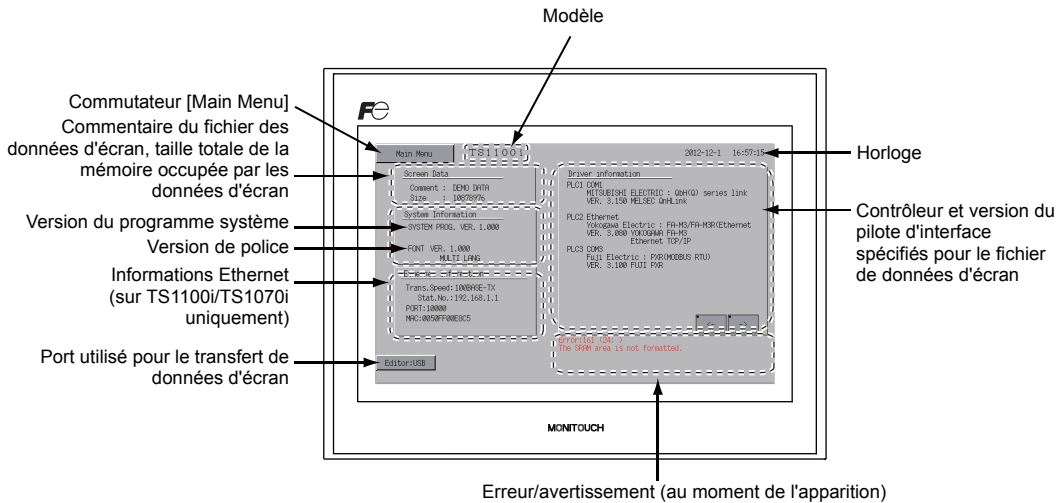 Modèle
Commutateur [Main Menu]
Commentaire du fichier des
données d'écran, taille totale de la
mémoire occupée par les
données d'écran
Version du programme système
Version de police
Informations Ethernet
(sur TS1100i/TS1070i
uniquement)
Port utilisé pour le transfert de
données d'écran
Fe
Main Menu
TS1100i
2012-12-1 16:57:15
Screen Data
Comment : DEMO DATA
Size : 10878976
System Information
SYSTEM PROG. VER. 1.000
FONT VER. 1.000
MULTI LANG
Trans.Speed:100BASE-TX
Stat.No.:192.168.1.1
PORT:10000
MAC:0050FF00E8C5
Editor:USB
Driver information
PLC1 COM1
MITSUBISHI ELECTRIC : QbH(Q) series link
VER. 3.150 MELSEC QnHLink
PLC2 Ethernet
Yokogawa Electric : FA-M3/FA-M3R(Ethernet
VER. 3.080 YOKOGAWA FA-M3
Ethernet TCP/IP
PLC3 COM3
Fuji Electric : PXR(MODBUS RTU)
VER. 3.100 FUJI PXR
<- ->
Error:161 (24: )
The SRAM area is not formatted.
MONITOUCH
Horloge
Contrôleur et version du
pilote d'interface
spécifiés pour le fichier
de données d'écran
Erreur/avertissement (au moment de l'apparition)